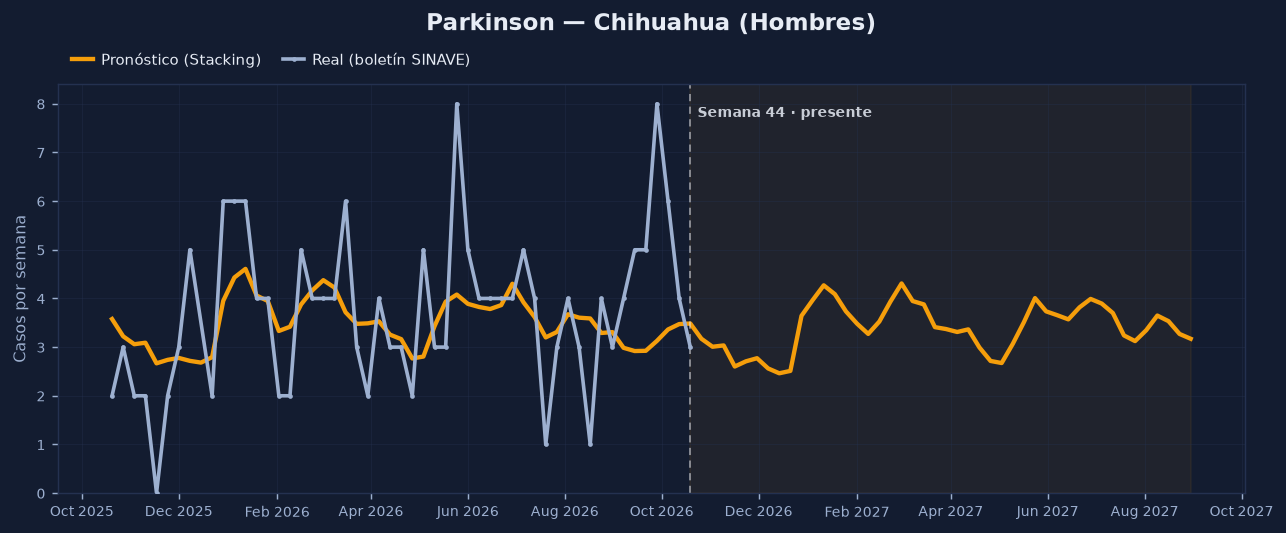 Parkinson — Chihuahua (Hombres)
Pronóstico (Stacking)
Real (boletín SINAVE)
Semana 44 · presente
Casos por semana
8
7
6
5
4
3
2
1
0
Oct 2025
Dec 2025
Feb 2026
Apr 2026
Jun 2026
Aug 2026
Oct 2026
Dec 2026
Feb 2027
Apr 2027
Jun 2027
Aug 2027
Oct 2027